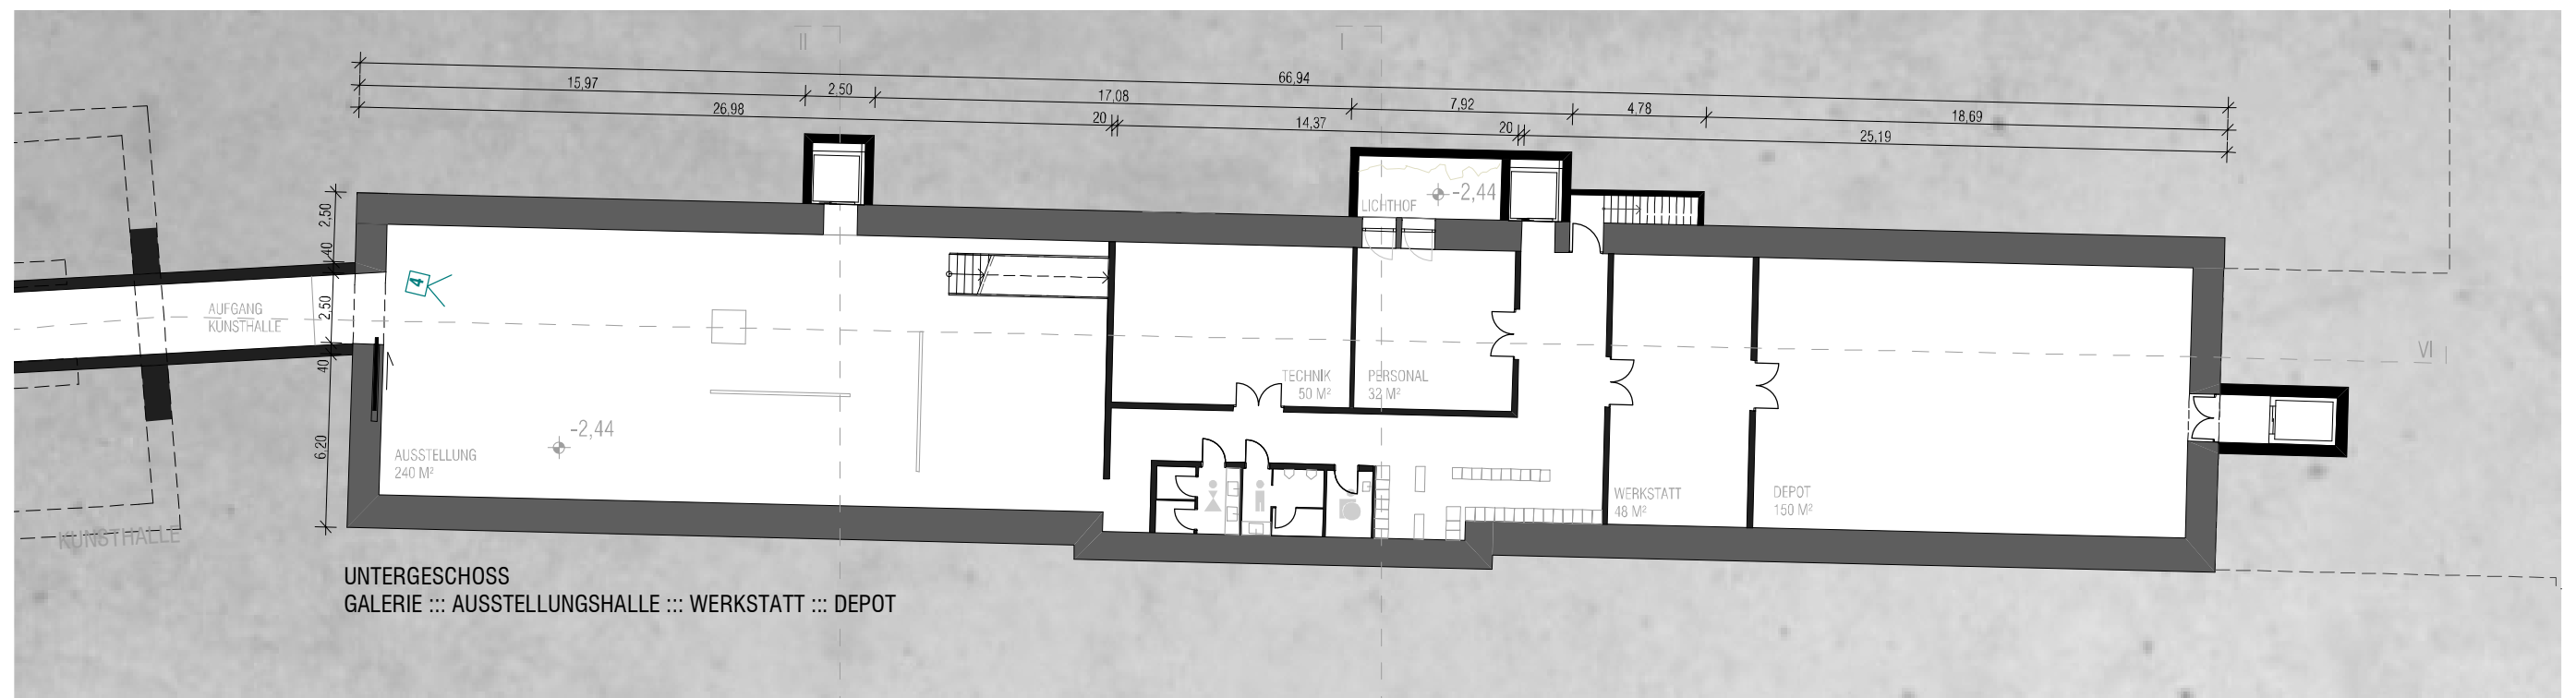 II
I
66,94
15,97
2,50
17,08
7,92
4,78
18,69
26,98
20
14,37
20
25,19
2,50
40
2,50
40
6,20
AUFGANG
KUNSTHALLE
4
LICHTHOF
-2,44
TECHNIK
50 M²
PERSONAL
32 M²
VI
-2,44
AUSSTELLUNG
240 M²
WERKSTATT
48 M²
DEPOT
150 M²
KUNSTHALLE
UNTERGESCHOSS
GALERIE ::: AUSSTELLUNGSHALLE ::: WERKSTATT ::: DEPOT